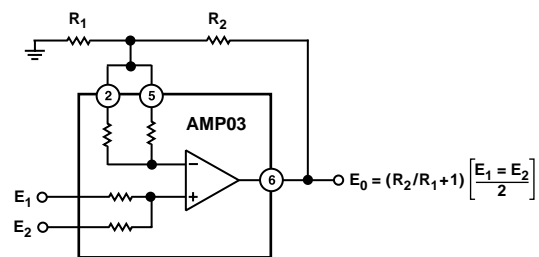 R1 R2
2 5
AMP03
6
E0 = (R2/R1+1) [E1 = E2 / 2]
E1
E2